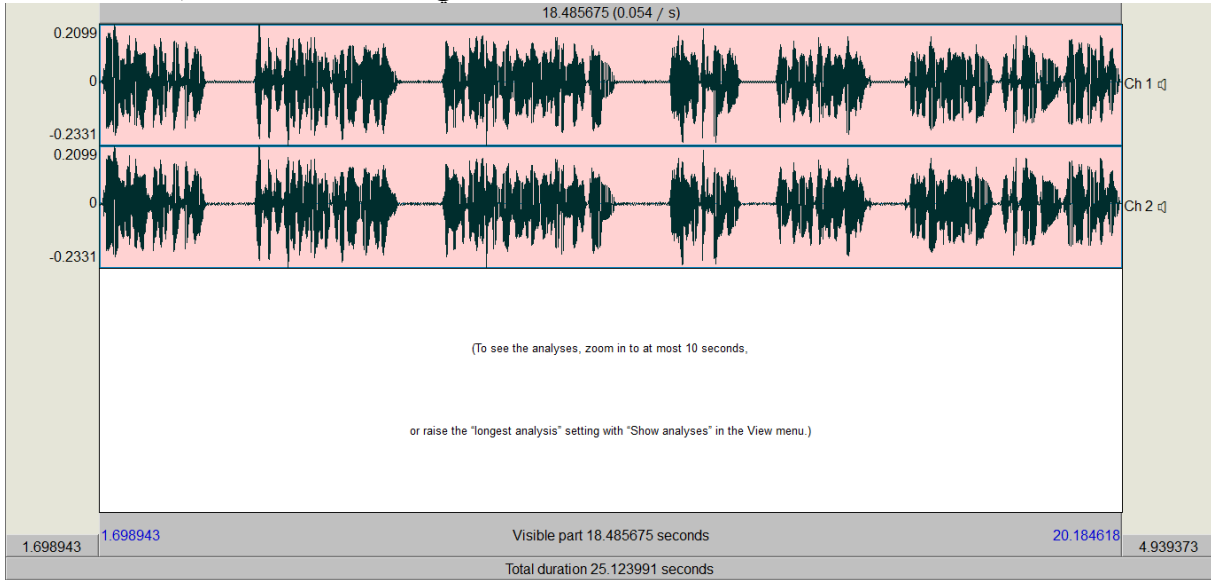 18.485675 (0.054 / s)
0.2099
0
-0.2331
Ch 1
0.2099
0
-0.2331
Ch 2
(To see the analyses, zoom in to at most 10 seconds,
or raise the “longest analysis” setting with “Show analyses” in the View menu.)
1.698943 1.698943 Visible part 18.485675 seconds 20.184618 4.939373
Total duration 25.123991 seconds